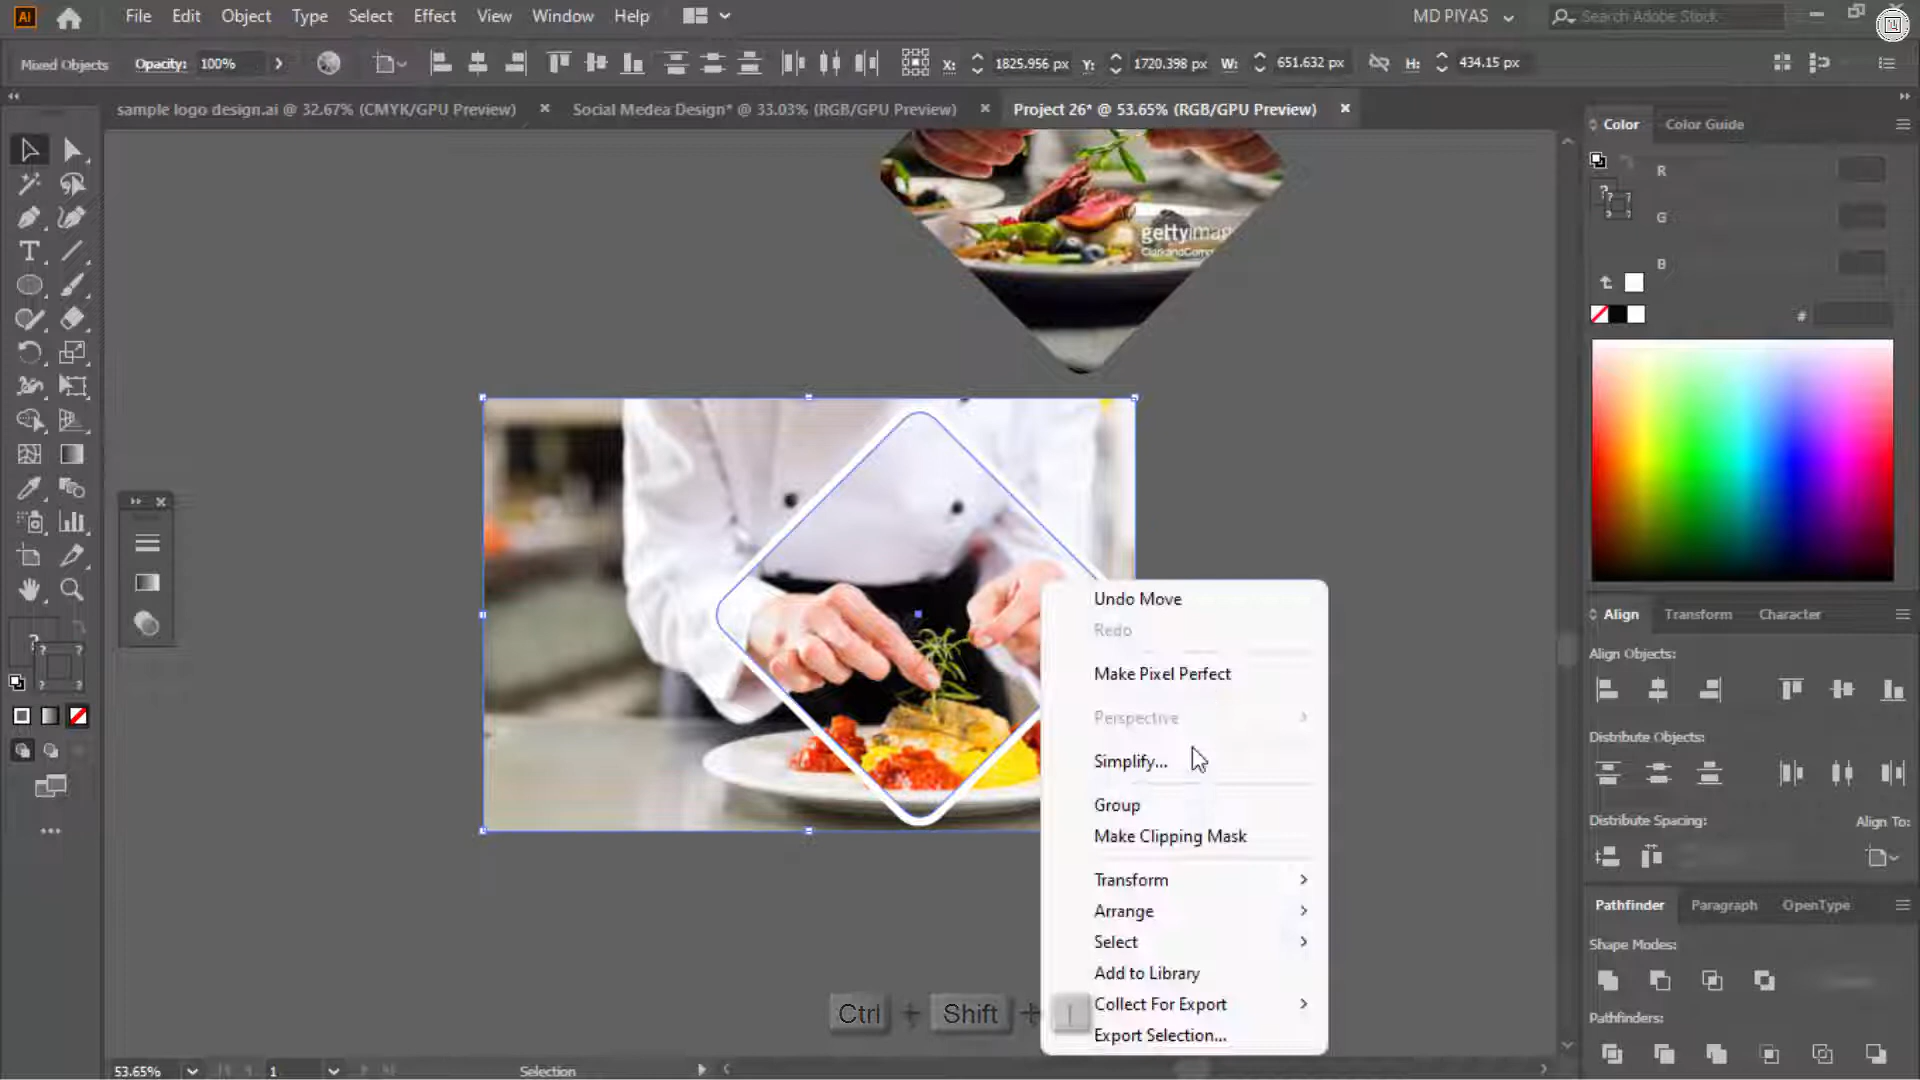 Ai File Edit Object Type Select Effect View Window Help MD PIYAS Search Adobe Stock
Mixed Objects Opacity: 100% X: 1825.956 px Y: 1720.398 px W: 651.632 px H: 434.15 px
sample logo design.ai @ 32.67% (CMYK/GPU Preview) Social Medea Design* @ 33.03% (RGB/GPU Preview) Project 26* @ 53.65% (RGB/GPU Preview)
Color Color Guide
R
G
B
#
gettyimag
Undo Move
Redo
Make Pixel Perfect
Perspective
Simplify...
Group
Make Clipping Mask
Transform
Arrange
Select
Add to Library
Collect For Export
Export Selection...
Align Transform Character
Align Objects:
Distribute Objects:
Distribute Spacing: Align To:
Pathfinder Paragraph OpenType
Shape Modes:
Pathfinders:
Ctrl + Shift +
53.65% 1 Selection